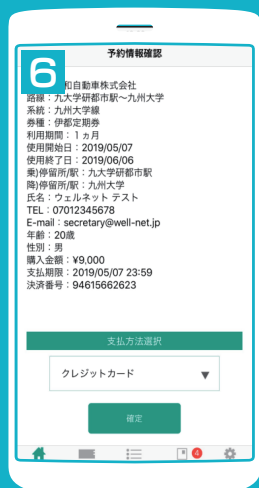 予約情報確認
6
和自動車株式会社
路線：九大学研都市駅〜九州大学
系統：九州大学線
券種：伊都定期券
利用期間：1ヵ月
使用開始日：2019/05/07
使用終了日：2019/06/06
乗)停留所/駅：九大学研都市駅
降)停留所/駅：九州大学
氏名：ウェルネット テスト
TEL：07012345678
E-mail：secretary@well-net.jp
年齢：20歳
性別：男
購入金額：¥9,000
支払期限：2019/05/07 23:59
決済番号：94615662623
支払方法選択
クレジットカード ▼
確定
4